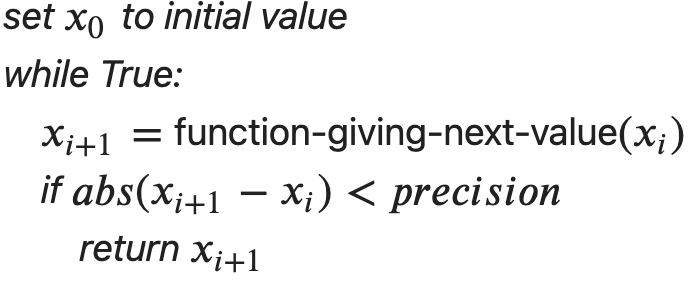 set x₀ to initial value
while True:
xᵢ₊₁ = function-giving-next-value(xᵢ)
if abs(xᵢ₊₁ − xᵢ) < precision
return xᵢ₊₁